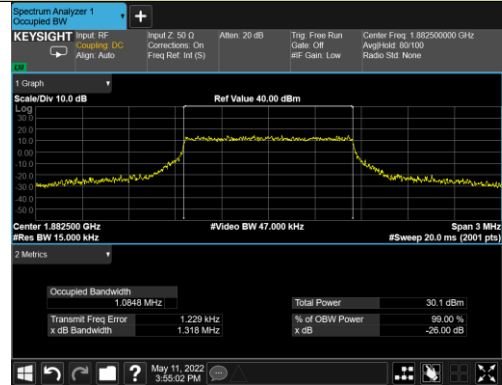 Spectrum Analyzer 1
Occupied BW
KEYSIGHT
Input: RF
Coupling: DC
Align: Auto
Input Z: 50 Ω
Corrections: On
Freq Ref: Int (S)
Atten: 20 dB
Trig: Free Run
Gate: Off
#IF Gain: Low
Center Freq: 1.882500000 GHz
Avg|Hold: 80/100
Radio Std: None
1 Graph
Scale/Div 10.0 dB
Ref Value 40.00 dBm
Log
30.0
20.0
10.0
0.00
-10.0
-20.0
-30.0
-40.0
-50.0
Center 1.882500 GHz
#Video BW 47.000 kHz
Span 3 MHz
#Res BW 15.000 kHz
#Sweep 20.0 ms (2001 pts)
2 Metrics
Occupied Bandwidth
1.0848 MHz
Total Power 30.1 dBm
Transmit Freq Error 1.229 kHz
% of OBW Power 99.00 %
x dB Bandwidth 1.318 MHz
x dB -26.00 dB
May 11, 2022
3:55:02 PM